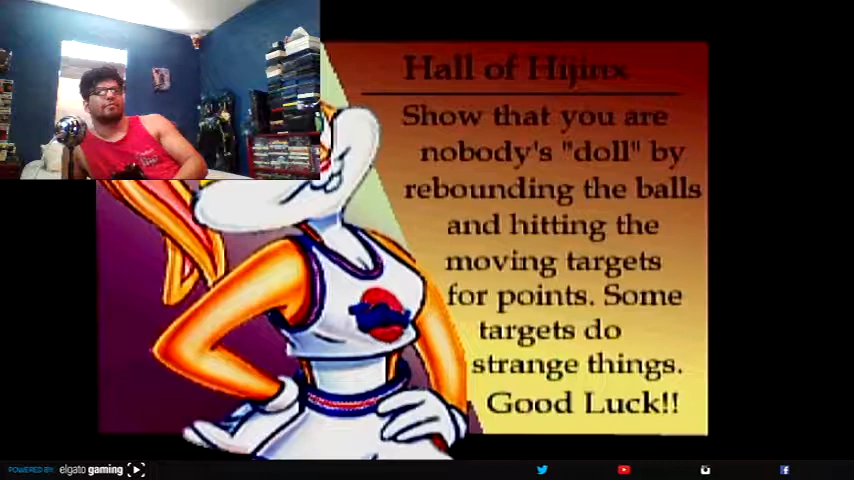 Hall of Hijinx
Show that you are
nobody's "doll" by
rebounding the balls
and hitting the
moving targets
for points. Some
targets do
strange things.
Good Luck!!
POWERED BY: elgato gaming